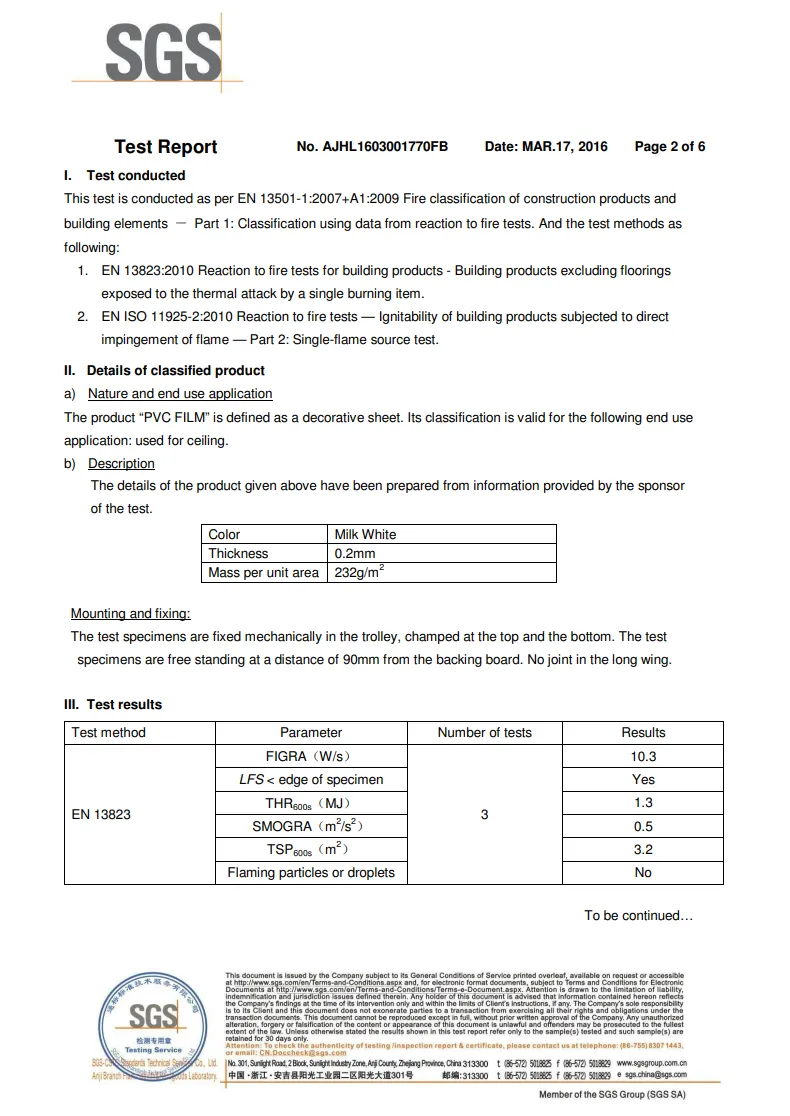 SGS
Test Report No. AJHL1603001770FB Date: MAR.17, 2016 Page 2 of 6
I. Test conducted
This test is conducted as per EN 13501-1:2007+A1:2009 Fire classification of construction products and
building elements — Part 1: Classification using data from reaction to fire tests. And the test methods as
following:
1. EN 13823:2010 Reaction to fire tests for building products - Building products excluding floorings
exposed to the thermal attack by a single burning item.
2. EN ISO 11925-2:2010 Reaction to fire tests — Ignitability of building products subjected to direct
impingement of flame — Part 2: Single-flame source test.
II. Details of classified product
a) Nature and end use application
The product “PVC FILM” is defined as a decorative sheet. Its classification is valid for the following end use
application: used for ceiling.
b) Description
The details of the product given above have been prepared from information provided by the sponsor
of the test.
Color Milk White
Thickness 0.2mm
Mass per unit area 232g/m²
Mounting and fixing:
The test specimens are fixed mechanically in the trolley, champed at the top and the bottom. The test
specimens are free standing at a distance of 90mm from the backing board. No joint in the long wing.
III. Test results
Test method Parameter Number of tests Results
FIGRA（W/s） 10.3
LFS < edge of specimen Yes
THR600s（MJ） 1.3
EN 13823 3
SMOGRA（m²/s²） 0.5
TSP600s（m²） 3.2
Flaming particles or droplets No
To be continued…
通标标准技术服务有限公司
SGS
检测专用章
Testing Service
This document is issued by the Company subject to its General Conditions of Service printed overleaf, available on request or accessible
at http://www.sgs.com/en/Terms-and-Conditions.aspx and, for electronic format documents, subject to Terms and Conditions for Electronic
Documents at http://www.sgs.com/en/Terms-and-Conditions/Terms-e-Document.aspx. Attention is drawn to the limitation of liability,
indemnification and jurisdiction issues defined therein. Any holder of this document is advised that information contained hereon reflects
the Company's findings at the time of its intervention only and within the limits of Client's instructions, if any. The Company's sole responsibility
is to its Client and this document does not exonerate parties to a transaction from exercising all their rights and obligations under the
transaction documents. This document cannot be reproduced except in full, without prior written approval of the Company. Any unauthorized
alteration, forgery or falsification of the content or appearance of this document is unlawful and offenders may be prosecuted to the fullest
extent of the law. Unless otherwise stated the results shown in this test report refer only to the sample(s) tested and such sample(s) are
retained for 30 days only.
Attention: To check the authenticity of testing /inspection report & certificate, please contact us at telephone: (86-755) 8307 1443,
or email: CN.Doccheck@sgs.com
SGS-CSTC Standards Technical Services Co., Ltd.
Anji Branch Laboratory.
No. 301, Sunlight Road, 2 Block, Sunlight Industry Zone, Anji County, Zhejiang Province, China 313300 t (86-572) 5018825 f (86-572) 5018829 www.sgsgroup.com.cn
中国·浙江·安吉县阳光工业园二区阳光大道301号 邮编:313300 t (86-572) 5018825 f (86-572) 5018829 e sgs.china@sgs.com
Member of the SGS Group (SGS SA)